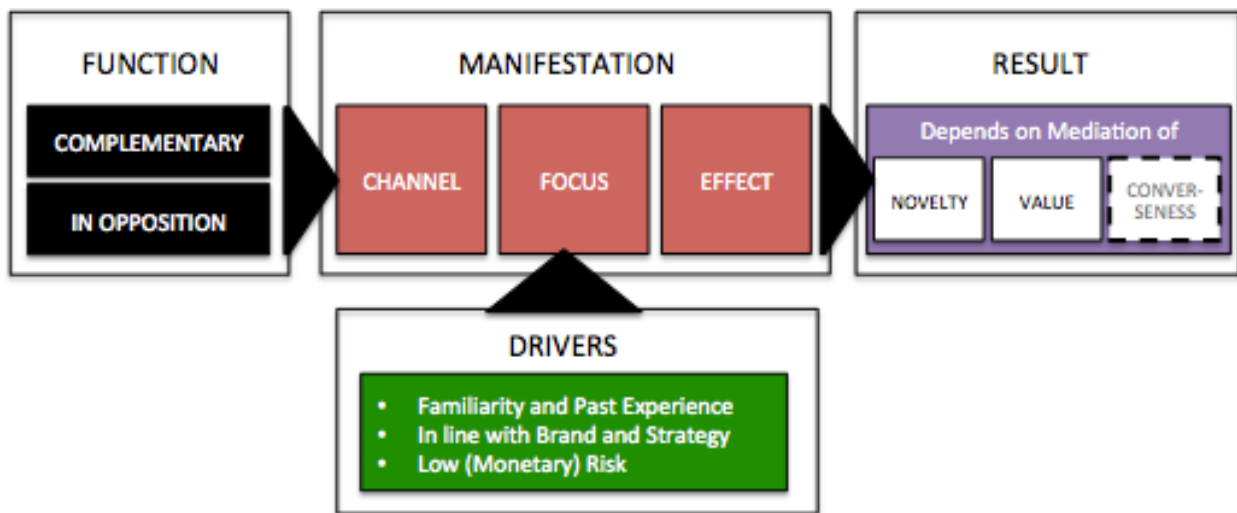 FUNCTION
COMPLEMENTARY
IN OPPOSITION
MANIFESTATION
CHANNEL
FOCUS
EFFECT
RESULT
Depends on Mediation of
NOVELTY
VALUE
CONVER-
SENESS
DRIVERS
• Familiarity and Past Experience
• In line with Brand and Strategy
• Low (Monetary) Risk